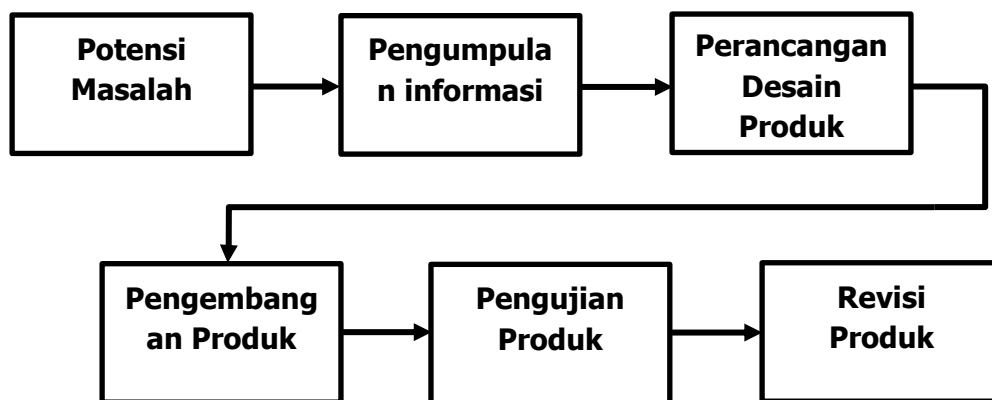 Potensi
Masalah
Pengumpula
n informasi
Perancangan
Desain
Produk
Pengembang
an Produk
Pengujian
Produk
Revisi
Produk